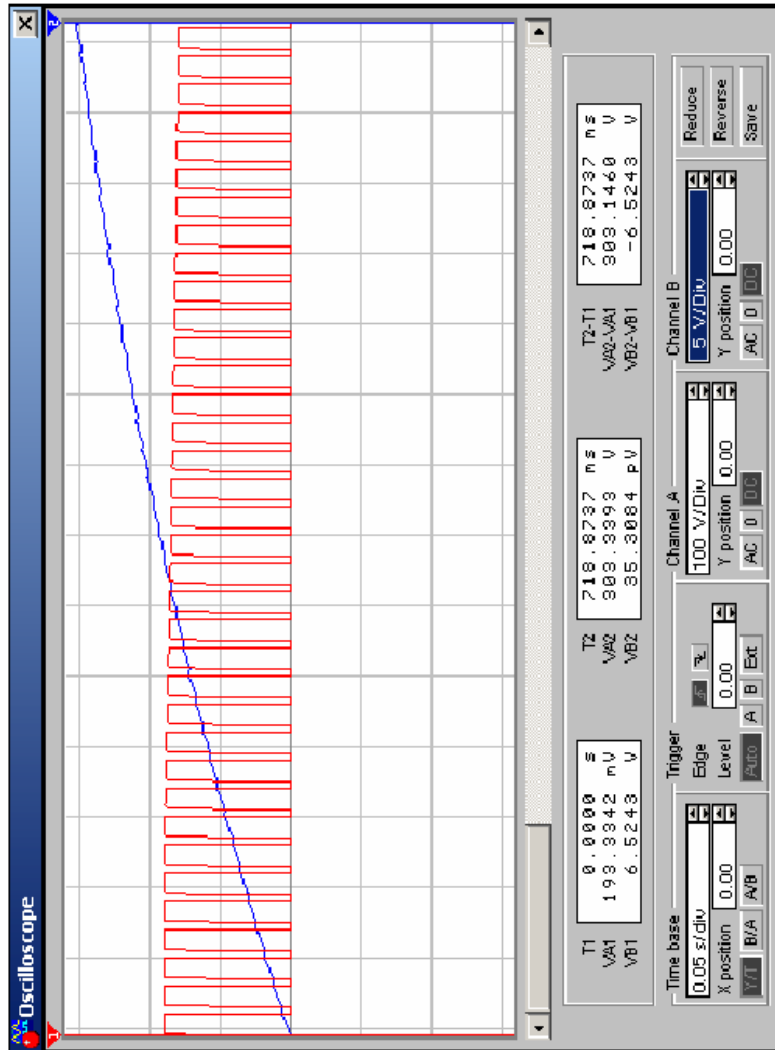 Oscilloscope
X
1
2
T1 0.0000 s
VA1 193.3342 mV
VB1 6.5243 V
T2 718.8737 ms
VA2 303.3393 V
VB2 35.3084 pV
T2-T1 718.8737 ms
VA2-VA1 303.1460 V
VB2-VB1 -6.5243 V
Time base
0.05 s/div
X position 0.00
Y/T B/A A/B
Trigger
Edge
Level 0.00
Auto A B Ext
Channel A
100 V/Div
Y position 0.00
AC 0 DC
Channel B
5 V/Div
Y position 0.00
AC 0 DC
Reduce
Reverse
Save